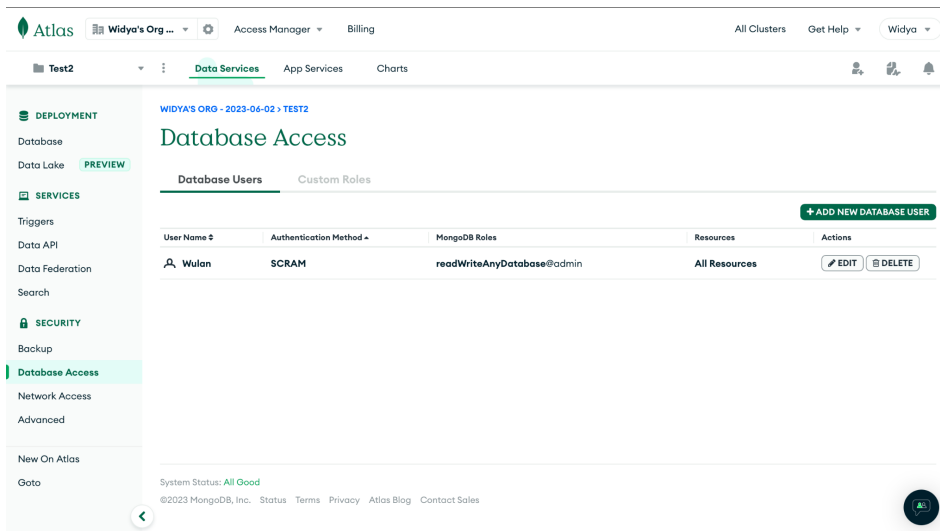 Atlas Widya's Org ... Access Manager Billing All Clusters Get Help Widya
Test2 Data Services App Services Charts
DEPLOYMENT
Database
Data Lake PREVIEW
SERVICES
Triggers
Data API
Data Federation
Search
SECURITY
Backup
Database Access
Network Access
Advanced
New On Atlas
Goto
WIDYA'S ORG - 2023-06-02 > TEST2
Database Access
Database Users Custom Roles
+ ADD NEW DATABASE USER
User Name Authentication Method MongoDB Roles Resources Actions
Wulan SCRAM readWriteAnyDatabase@admin All Resources EDIT DELETE
System Status: All Good
©2023 MongoDB, Inc. Status Terms Privacy Atlas Blog Contact Sales